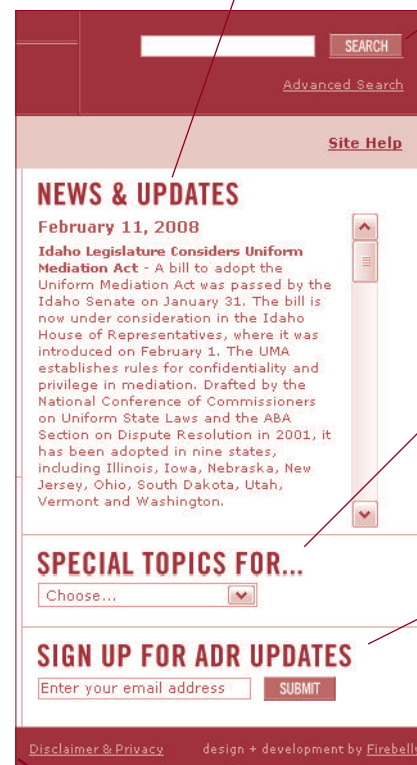 SEARCH
Advanced Search
Site Help
NEWS & UPDATES
February 11, 2008
Idaho Legislature Considers Uniform
Mediation Act - A bill to adopt the
Uniform Mediation Act was passed by the
Idaho Senate on January 31. The bill is
now under consideration in the Idaho
House of Representatives, where it was
introduced on February 1. The UMA
establishes rules for confidentiality and
privilege in mediation. Drafted by the
National Conference of Commissioners
on Uniform State Laws and the ABA
Section on Dispute Resolution in 2001, it
has been adopted in nine states,
including Illinois, Iowa, Nebraska, New
Jersey, Ohio, South Dakota, Utah,
Vermont and Washington.
SPECIAL TOPICS FOR...
Choose...
SIGN UP FOR ADR UPDATES
Enter your email address SUBMIT
Disclaimer & Privacy design + development by Firebelly